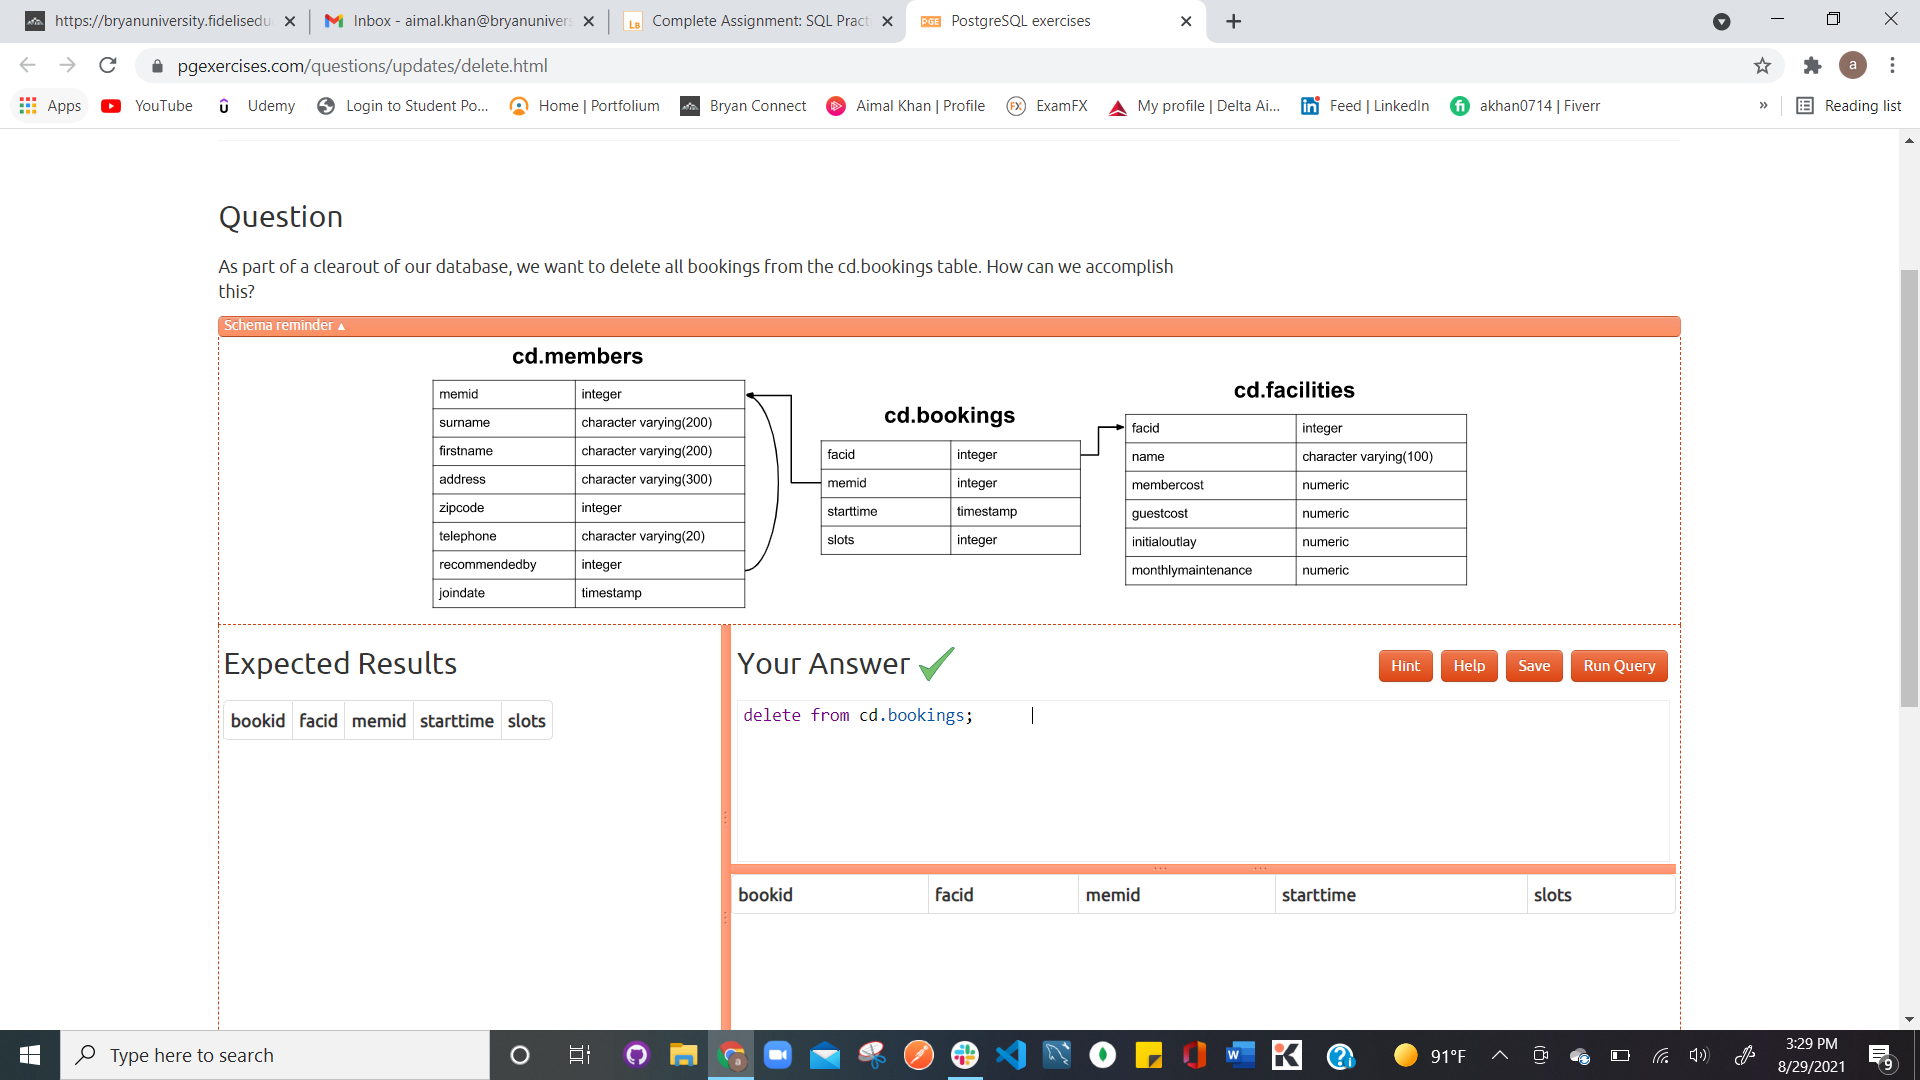 https://bryanuniversity.fidelisedu
Inbox - aimal.khan@bryanunivers
LB Complete Assignment: SQL Pract
PGE PostgreSQL exercises
pgexercises.com/questions/updates/delete.html
a
Apps YouTube Udemy Login to Student Po... Home | Portfolium Bryan Connect Aimal Khan | Profile FX ExamFX My profile | Delta Ai... Feed | LinkedIn akhan0714 | Fiverr » Reading list
Question
As part of a clearout of our database, we want to delete all bookings from the cd.bookings table. How can we accomplish
this?
Schema reminder ▴
cd.members
memid integer
surname character varying(200)
firstname character varying(200)
address character varying(300)
zipcode integer
telephone character varying(20)
recommendedby integer
joindate timestamp
cd.bookings
facid integer
memid integer
starttime timestamp
slots integer
cd.facilities
facid integer
name character varying(100)
membercost numeric
guestcost numeric
initialoutlay numeric
monthlymaintenance numeric
Expected Results
bookid facid memid starttime slots
Your Answer
Hint Help Save Run Query
delete from cd.bookings;
bookid facid memid starttime slots
Type here to search
91°F
3:29 PM
8/29/2021
9